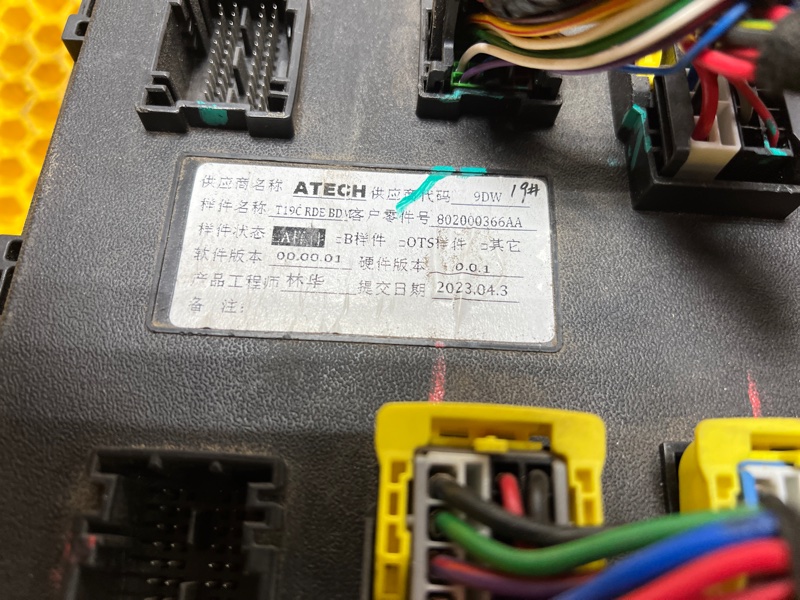 供应商名称 ATECH 供应商代码 9DW 19#
样件名称 T19C RDE BD 客户零件号 802000366AA
样件状态 □A样件 □B样件 □OTS样件 □其它
软件版本 00.00.01 硬件版本 .0.1
产品工程师 林华 提交日期 2023.04.3
备 注: